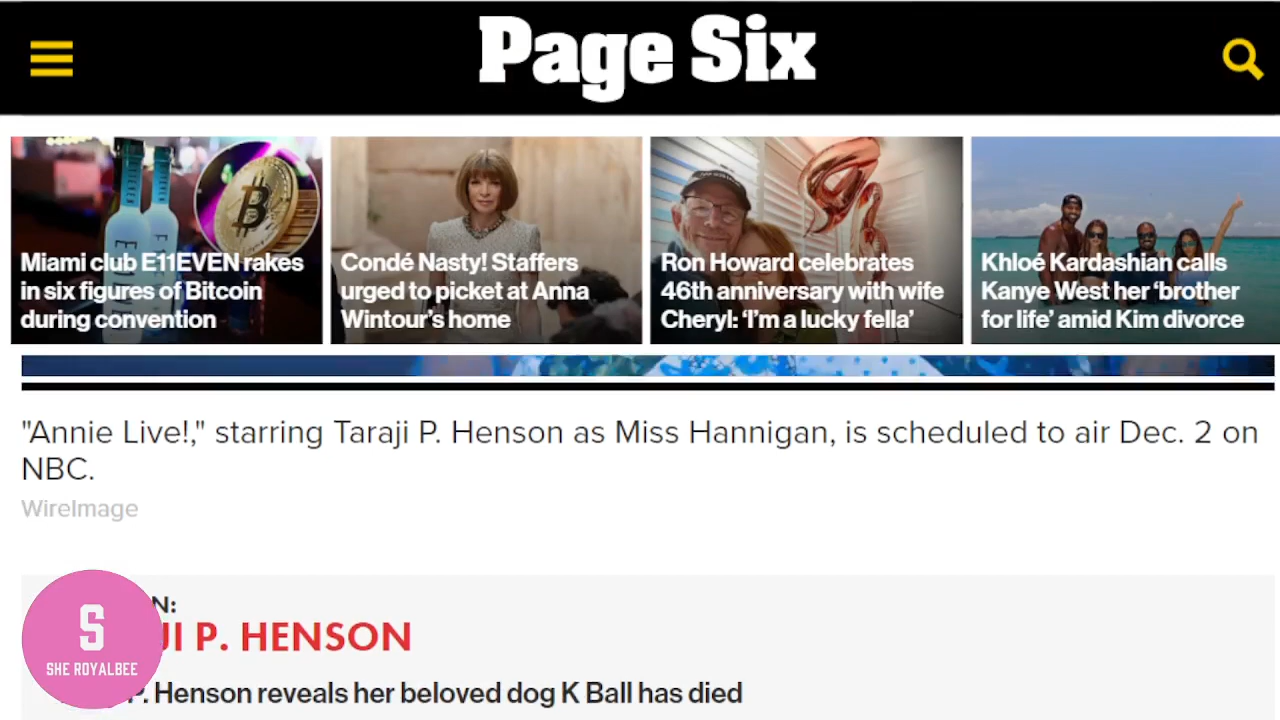 Page Six
Miami club E11EVEN rakes
in six figures of Bitcoin
during convention
Condé Nasty! Staffers
urged to picket at Anna
Wintour's home
Ron Howard celebrates
46th anniversary with wife
Cheryl: 'I'm a lucky fella'
Khloé Kardashian calls
Kanye West her 'brother
for life' amid Kim divorce
"Annie Live!," starring Taraji P. Henson as Miss Hannigan, is scheduled to air Dec. 2 on
NBC.
WireImage
N:
JI P. HENSON
P. Henson reveals her beloved dog K Ball has died
S
SHE ROYALBEE